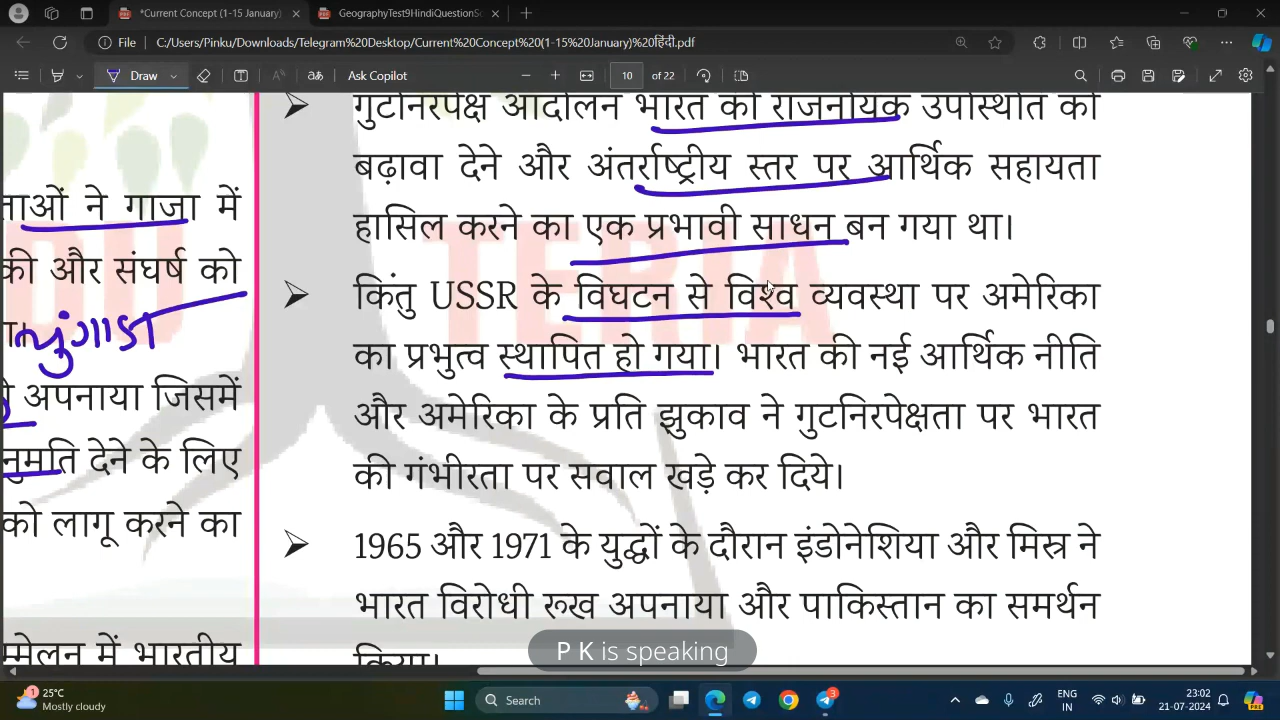 *Current Concept (1-15 January)
GeographyTest9HindiQuestionSo
File C:/Users/Pinku/Downloads/Telegram%20Desktop/Current%20Concept%20(1-15%20January)%20हिंदी.pdf
Draw
Ask Copilot
10 of 22
गुटनिरपेक्ष आंदोलन भारत की राजनयिक उपस्थिति को
बढ़ावा देने और अंतर्राष्ट्रीय स्तर पर आर्थिक सहायता
हासिल करने का एक प्रभावी साधन बन गया था।
किंतु USSR के विघटन से विश्व व्यवस्था पर अमेरिका
का प्रभुत्व स्थापित हो गया। भारत की नई आर्थिक नीति
और अमेरिका के प्रति झुकाव ने गुटनिरपेक्षता पर भारत
की गंभीरता पर सवाल खड़े कर दिये।
1965 और 1971 के युद्धों के दौरान इंडोनेशिया और मिस्र ने
भारत विरोधी रूख अपनाया और पाकिस्तान का समर्थन
किया।
ताओं ने गाजा में
की और संघर्ष को
अपनाया जिसमें
नुमति देने के लिए
को लागू करने का
म्मेलन में भारतीय
P K is speaking
25°C
Mostly cloudy
Search
ENG
IN
23:02
21-07-2024